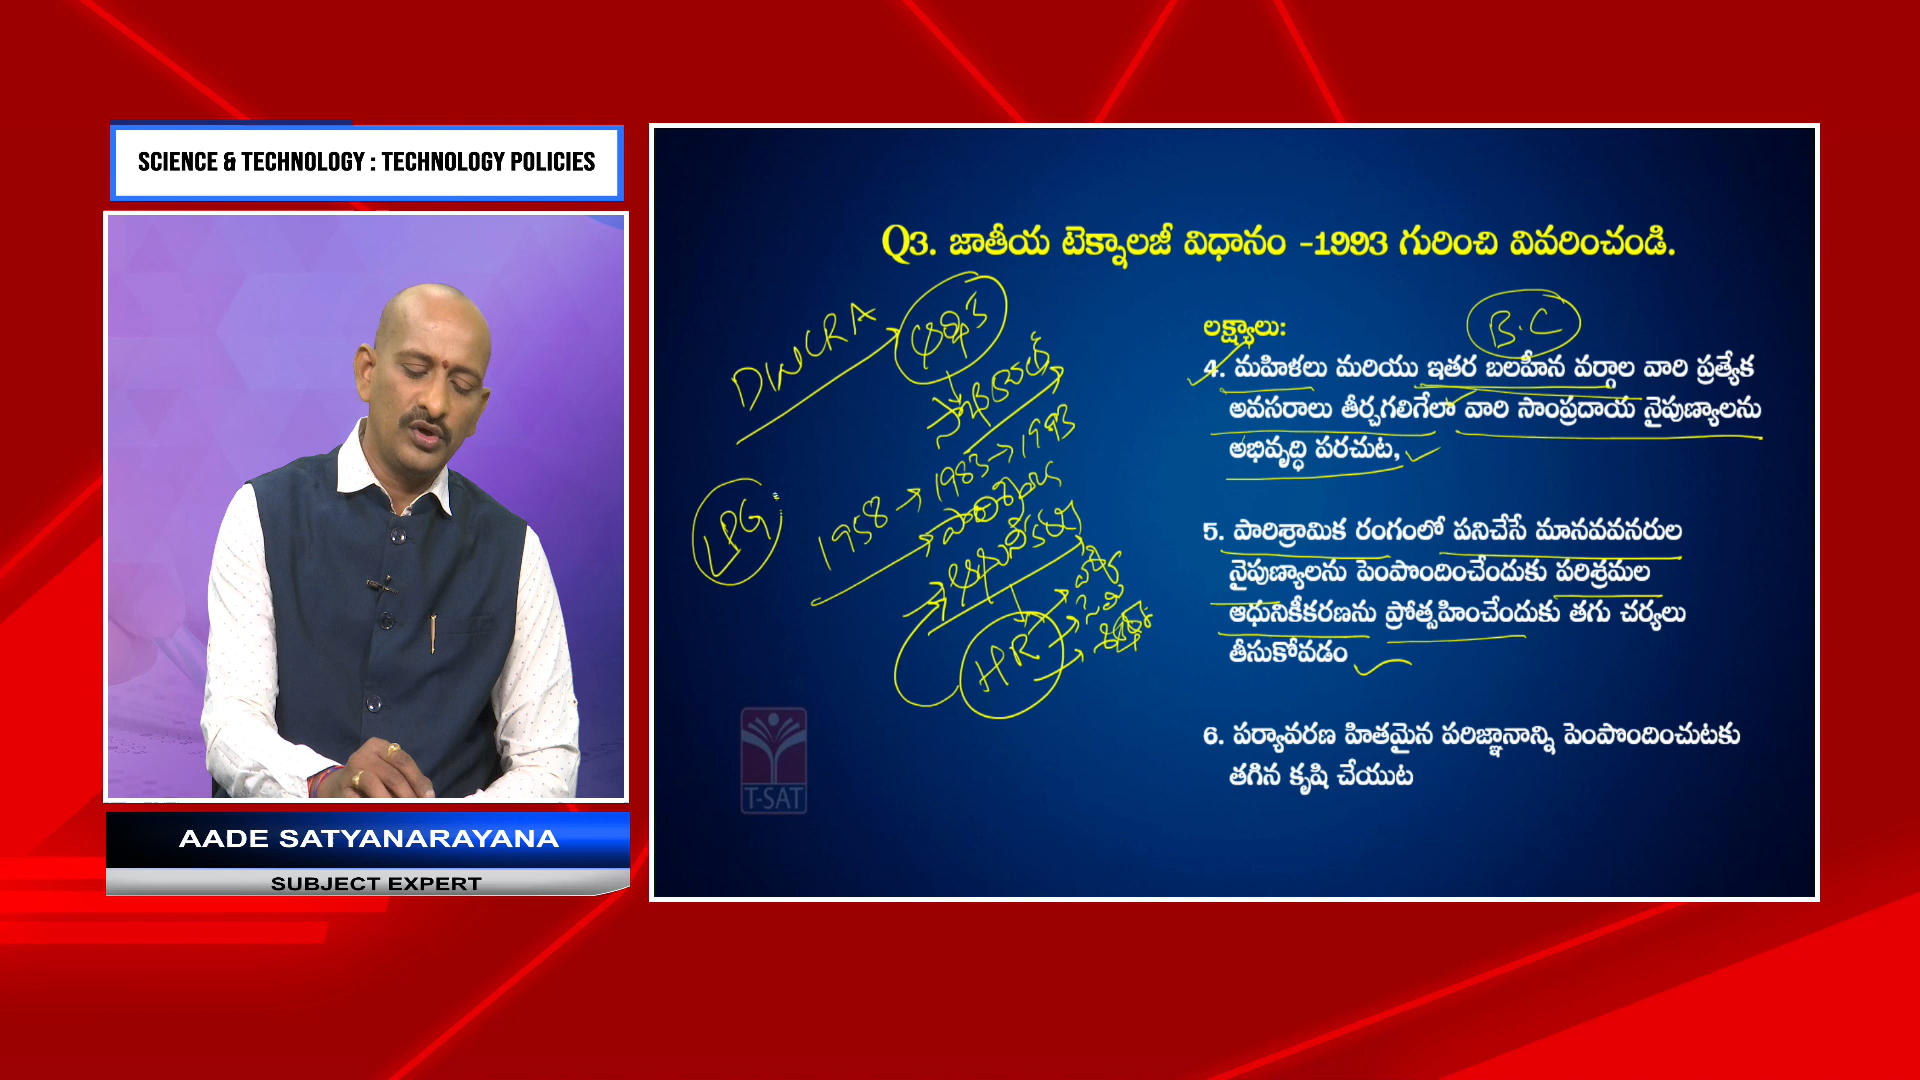 SCIENCE & TECHNOLOGY : TECHNOLOGY POLICIES
Q3. జాతీయ టెక్నాలజీ విధానం -1993 గురించి వివరించండి.
లక్ష్యాలు:
B.C
4. మహిళలు మరియు ఇతర బలహీన వర్గాల వారి ప్రత్యేక
అవసరాలు తీర్చగలిగేలా వారి సాంప్రదాయ నైపుణ్యాలను
అభివృద్ధి పరచుట,
5. పారిశ్రామిక రంగంలో పనిచేసే మానవవనరుల
నైపుణ్యాలను పెంపొందించేందుకు పరిశ్రమల
ఆధునికీకరణను ప్రోత్సహించేందుకు తగు చర్యలు
తీసుకోవడం
6. పర్యావరణ హితమైన పరిజ్ఞానాన్ని పెంపొందించుటకు
తగిన కృషి చేయుట
DWCRA
1958 → 1983 → 1993
LPG
HR
T-SAT
AADE SATYANARAYANA
SUBJECT EXPERT